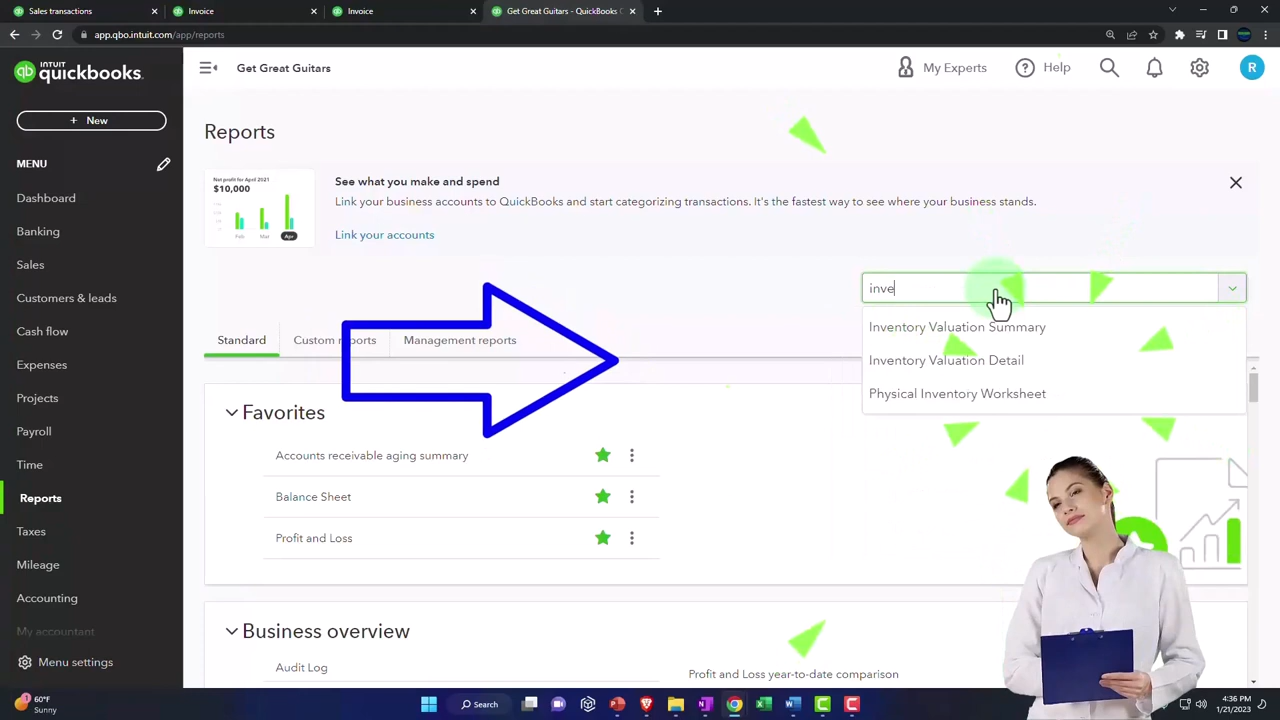 Sales transactions
Invoice
Invoice
Get Great Guitars - QuickBooks O
app.qbo.intuit.com/app/reports
INTUIT
quickbooks.
Get Great Guitars
My Experts
Help
R
+ New
MENU
Dashboard
Banking
Sales
Customers & leads
Cash flow
Expenses
Projects
Payroll
Time
Reports
Taxes
Mileage
Accounting
My accountant
Menu settings
Reports
Net profit for April 2021
$10,000
Feb Mar Apr
See what you make and spend
Link your business accounts to QuickBooks and start categorizing transactions. It's the fastest way to see where your business stands.
Link your accounts
inve
Inventory Valuation Summary
Inventory Valuation Detail
Physical Inventory Worksheet
Standard
Custom reports
Management reports
Favorites
Accounts receivable aging summary
Balance Sheet
Profit and Loss
Business overview
Audit Log
Profit and Loss year-to-date comparison
60°F
Sunny
Search
4:36 PM
1/21/2023